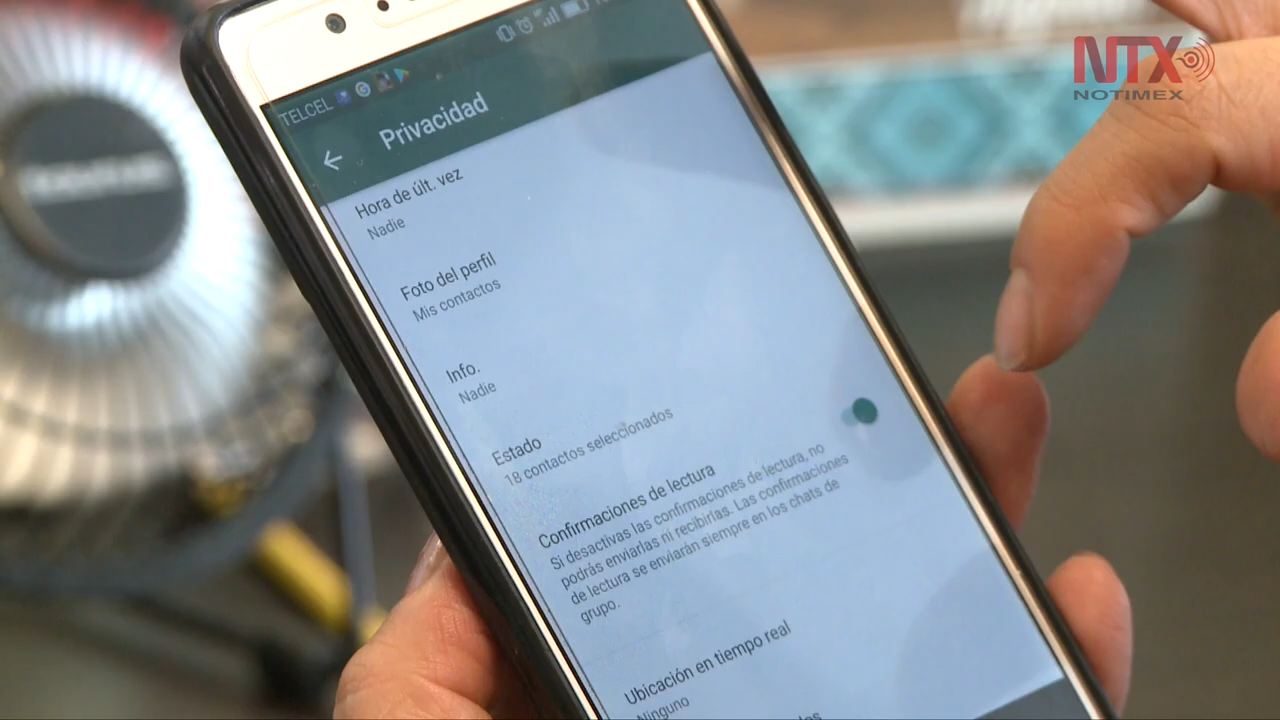 NTX
NOTIMEX
TELCEL
Privacidad
Hora de últ. vez
Nadie
Foto del perfil
Mis contactos
Info.
Nadie
Estado
18 contactos seleccionados
Confirmaciones de lectura
Si desactivas las confirmaciones de lectura, no
podrás enviarlas ni recibirlas. Las confirmaciones
de lectura se enviarán siempre en los chats de
grupo.
Ubicación en tiempo real
Ninguno